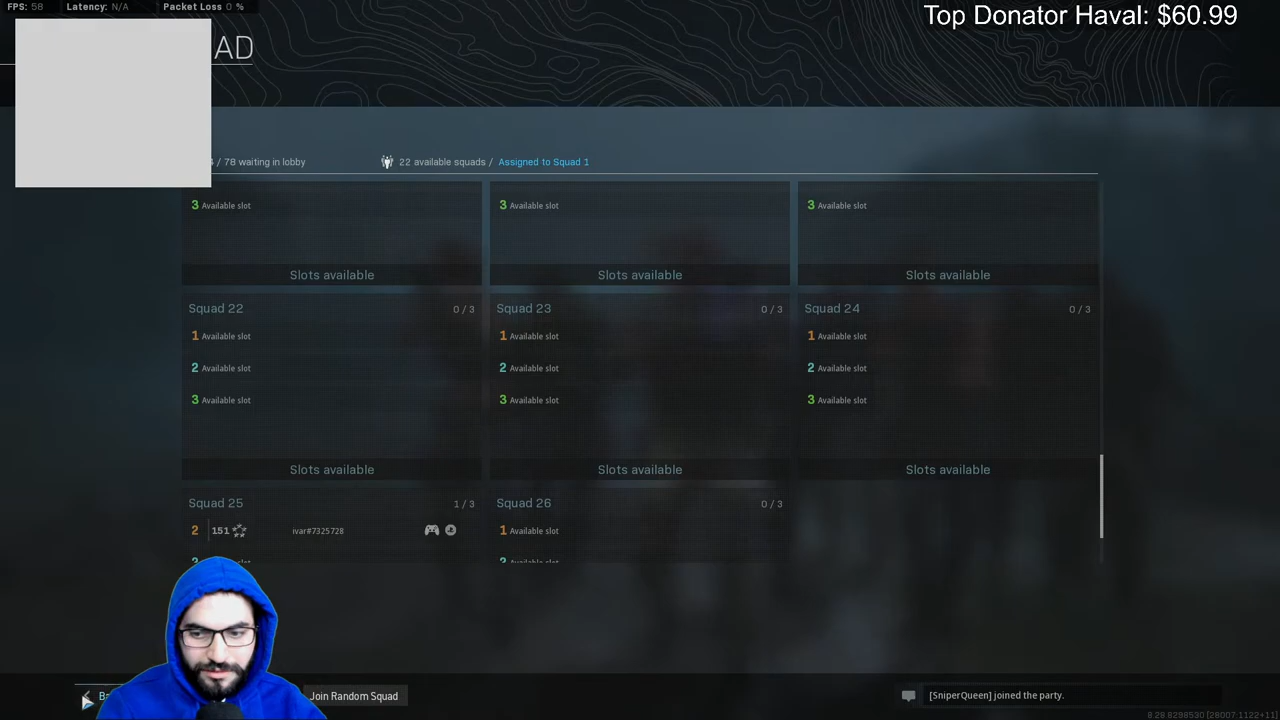 FPS: 58 Latency: N/A Packet Loss 0 %
Top Donator Haval: $60.99
AD
/ 78 waiting in lobby
22 available squads / Assigned to Squad 1
3 Available slot
3 Available slot
3 Available slot
Slots available
Slots available
Slots available
Squad 22 0 / 3
Squad 23 0 / 3
Squad 24 0 / 3
1 Available slot
1 Available slot
1 Available slot
2 Available slot
2 Available slot
2 Available slot
3 Available slot
3 Available slot
3 Available slot
Slots available
Slots available
Slots available
Squad 25 1 / 3
Squad 26 0 / 3
2 151 ivar#7325728
1 Available slot
2 Available slot
Join Random Squad
[SniperQueen] joined the party.